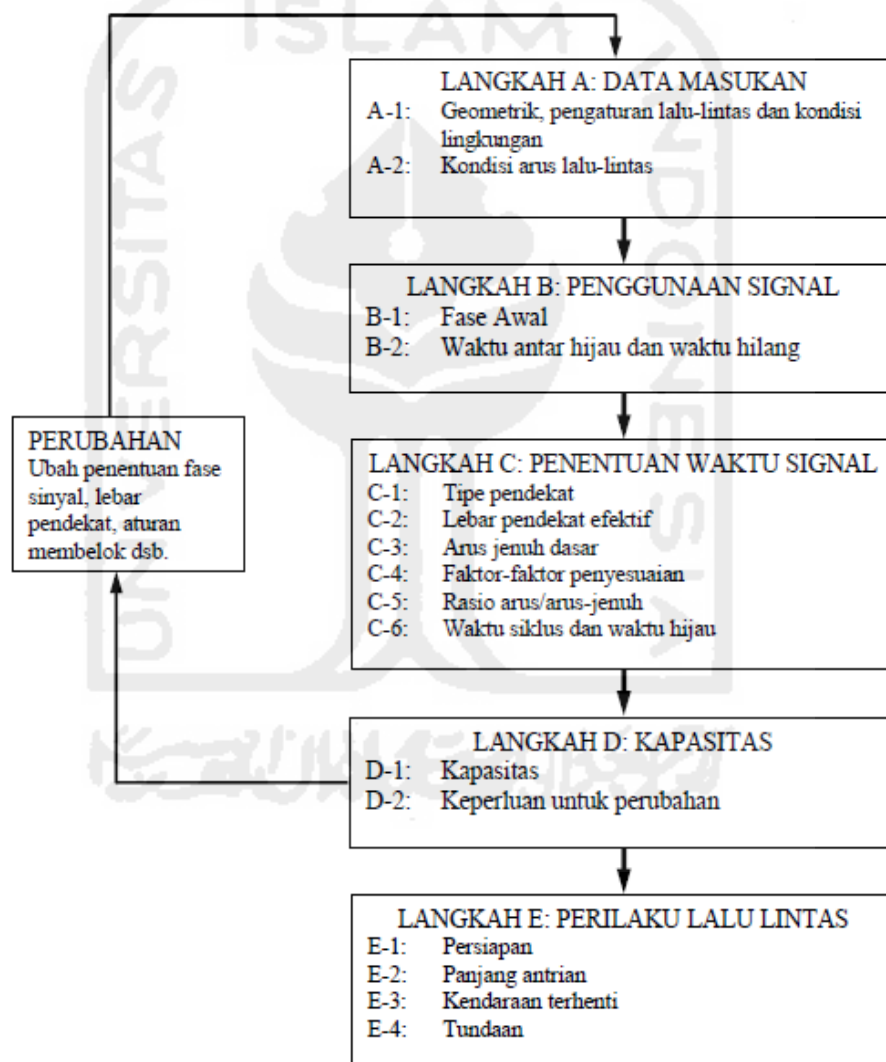 UNIVERSITAS
ISLAM
INDONESIA
LANGKAH A: DATA MASUKAN
A-1: Geometrik, pengaturan lalu-lintas dan kondisi
lingkungan
A-2: Kondisi arus lalu-lintas
LANGKAH B: PENGGUNAAN SIGNAL
B-1: Fase Awal
B-2: Waktu antar hijau dan waktu hilang
PERUBAHAN
Ubah penentuan fase
sinyal, lebar
pendekat, aturan
membelok dsb.
LANGKAH C: PENENTUAN WAKTU SIGNAL
C-1: Tipe pendekat
C-2: Lebar pendekat efektif
C-3: Arus jenuh dasar
C-4: Faktor-faktor penyesuaian
C-5: Rasio arus/arus-jenuh
C-6: Waktu siklus dan waktu hijau
LANGKAH D: KAPASITAS
D-1: Kapasitas
D-2: Keperluan untuk perubahan
LANGKAH E: PERILAKU LALU LINTAS
E-1: Persiapan
E-2: Panjang antrian
E-3: Kendaraan terhenti
E-4: Tundaan